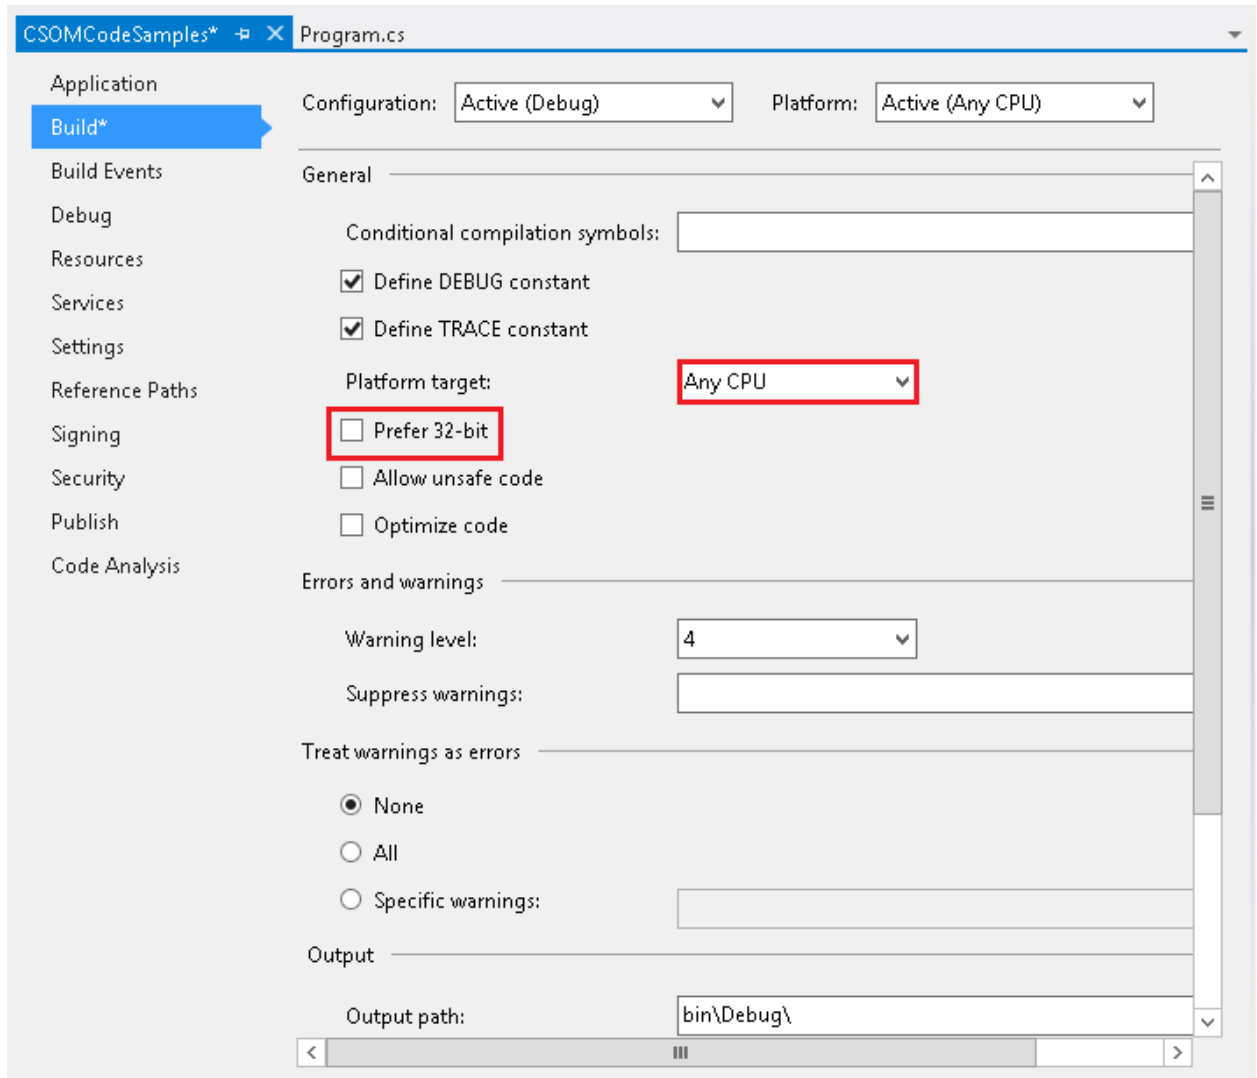 CSOMCodeSamples* Program.cs
Application
Build*
Build Events
Debug
Resources
Services
Settings
Reference Paths
Signing
Security
Publish
Code Analysis
Configuration: Active (Debug) Platform: Active (Any CPU)
General
Conditional compilation symbols:
Define DEBUG constant
Define TRACE constant
Platform target: Any CPU
Prefer 32-bit
Allow unsafe code
Optimize code
Errors and warnings
Warning level: 4
Suppress warnings:
Treat warnings as errors
None
All
Specific warnings:
Output
Output path: bin\Debug\